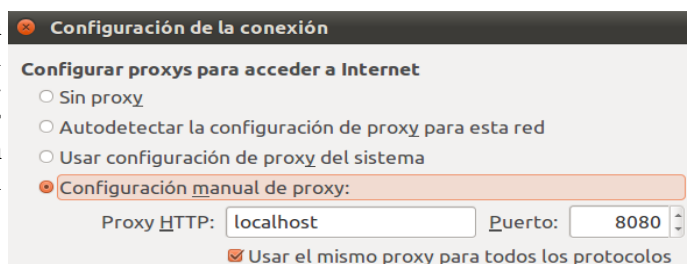 Configuración de la conexión
Configurar proxys para acceder a Internet
Sin proxy
Autodetectar la configuración de proxy para esta red
Usar configuración de proxy del sistema
Configuración manual de proxy:
Proxy HTTP: localhost Puerto: 8080
Usar el mismo proxy para todos los protocolos